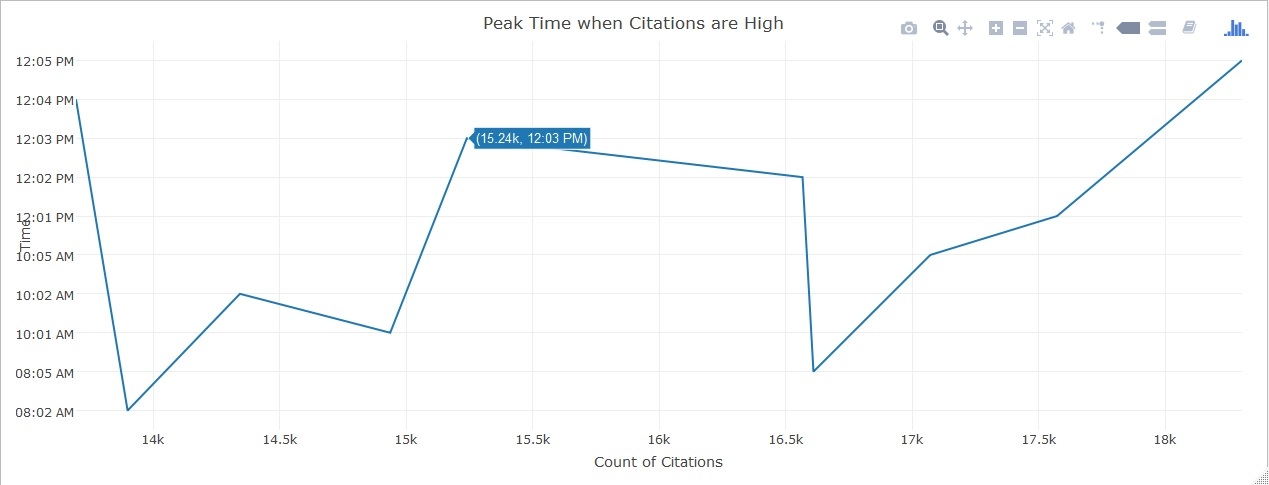 Peak Time when Citations are High
12:05 PM
12:04 PM
12:03 PM
(15.24k, 12:03 PM)
12:02 PM
12:01 PM
Time
10:05 AM
10:02 AM
10:01 AM
08:05 AM
08:02 AM
14k 14.5k 15k 15.5k 16k 16.5k 17k 17.5k 18k
Count of Citations